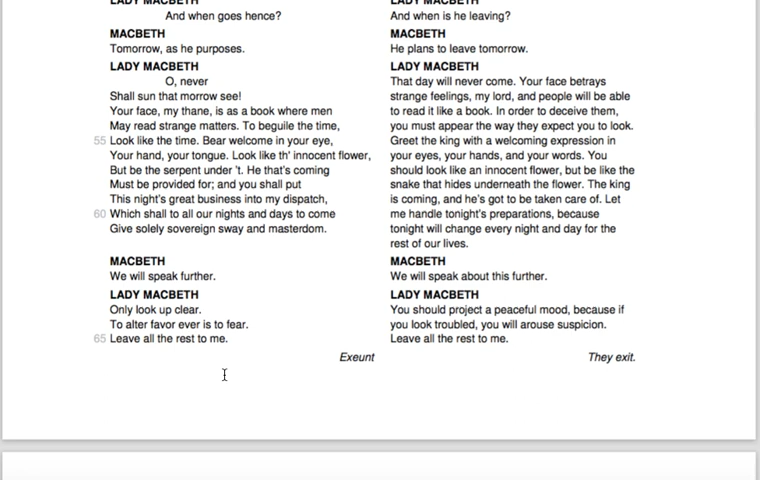 LADY MACBETH
And when goes hence?
MACBETH
Tomorrow, as he purposes.
LADY MACBETH
O, never
Shall sun that morrow see!
Your face, my thane, is as a book where men
May read strange matters. To beguile the time,
55 Look like the time. Bear welcome in your eye,
Your hand, your tongue. Look like th' innocent flower,
But be the serpent under 't. He that's coming
Must be provided for; and you shall put
This night's great business into my dispatch,
60 Which shall to all our nights and days to come
Give solely sovereign sway and masterdom.
MACBETH
We will speak further.
LADY MACBETH
Only look up clear.
To alter favor ever is to fear.
65 Leave all the rest to me.
Exeunt
LADY MACBETH
And when is he leaving?
MACBETH
He plans to leave tomorrow.
LADY MACBETH
That day will never come. Your face betrays
strange feelings, my lord, and people will be able
to read it like a book. In order to deceive them,
you must appear the way they expect you to look.
Greet the king with a welcoming expression in
your eyes, your hands, and your words. You
should look like an innocent flower, but be like the
snake that hides underneath the flower. The king
is coming, and he's got to be taken care of. Let
me handle tonight's preparations, because
tonight will change every night and day for the
rest of our lives.
MACBETH
We will speak about this further.
LADY MACBETH
You should project a peaceful mood, because if
you look troubled, you will arouse suspicion.
Leave all the rest to me.
They exit.